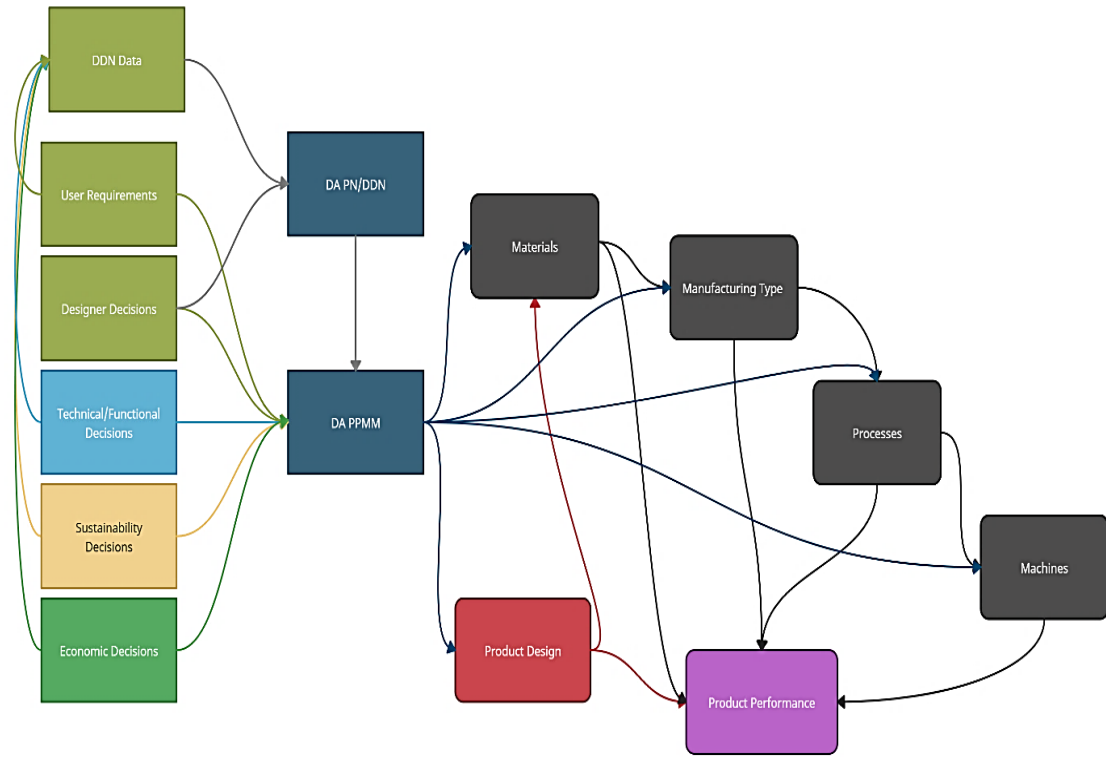 DDN Data
User Requirements
Designer Decisions
Technical/Functional
Decisions
Sustainability
Decisions
Economic Decisions
DA PN/DDN
DA PPMM
Materials
Manufacturing Type
Processes
Machines
Product Design
Product Performance